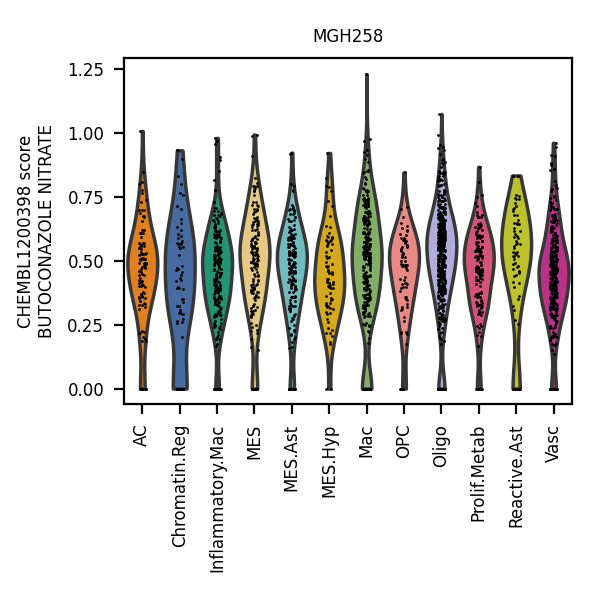 MGH258
CHEMBL1200398 score
BUTOCONAZOLE NITRATE
1.25
1.00
0.75
0.50
0.25
0.00
AC
Chromatin.Reg
Inflammatory.Mac
MES
MES.Ast
MES.Hyp
Mac
OPC
Oligo
Prolif.Metab
Reactive.Ast
Vasc